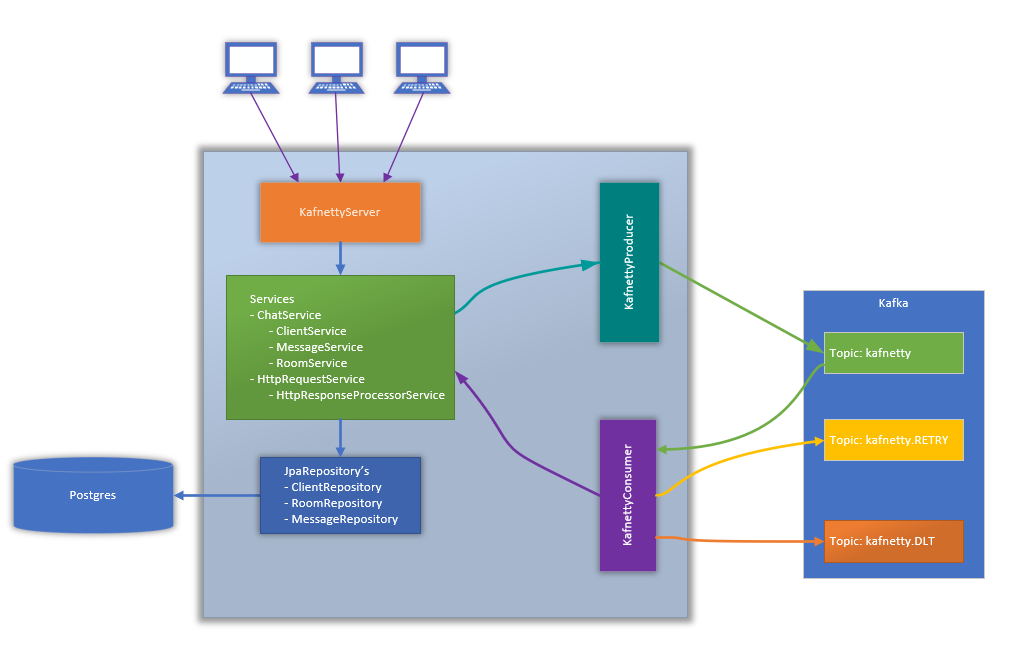 KafnettyServer
Services
- ChatService
- ClientService
- MessageService
- RoomService
- HttpRequestService
- HttpResponseProcessorService
JpaRepository's
- ClientRepository
- RoomRepository
- MessageRepository
Postgres
KafnettyProducer
KafnettyConsumer
Kafka
Topic: kafnetty
Topic: kafnetty.RETRY
Topic: kafnetty.DLT